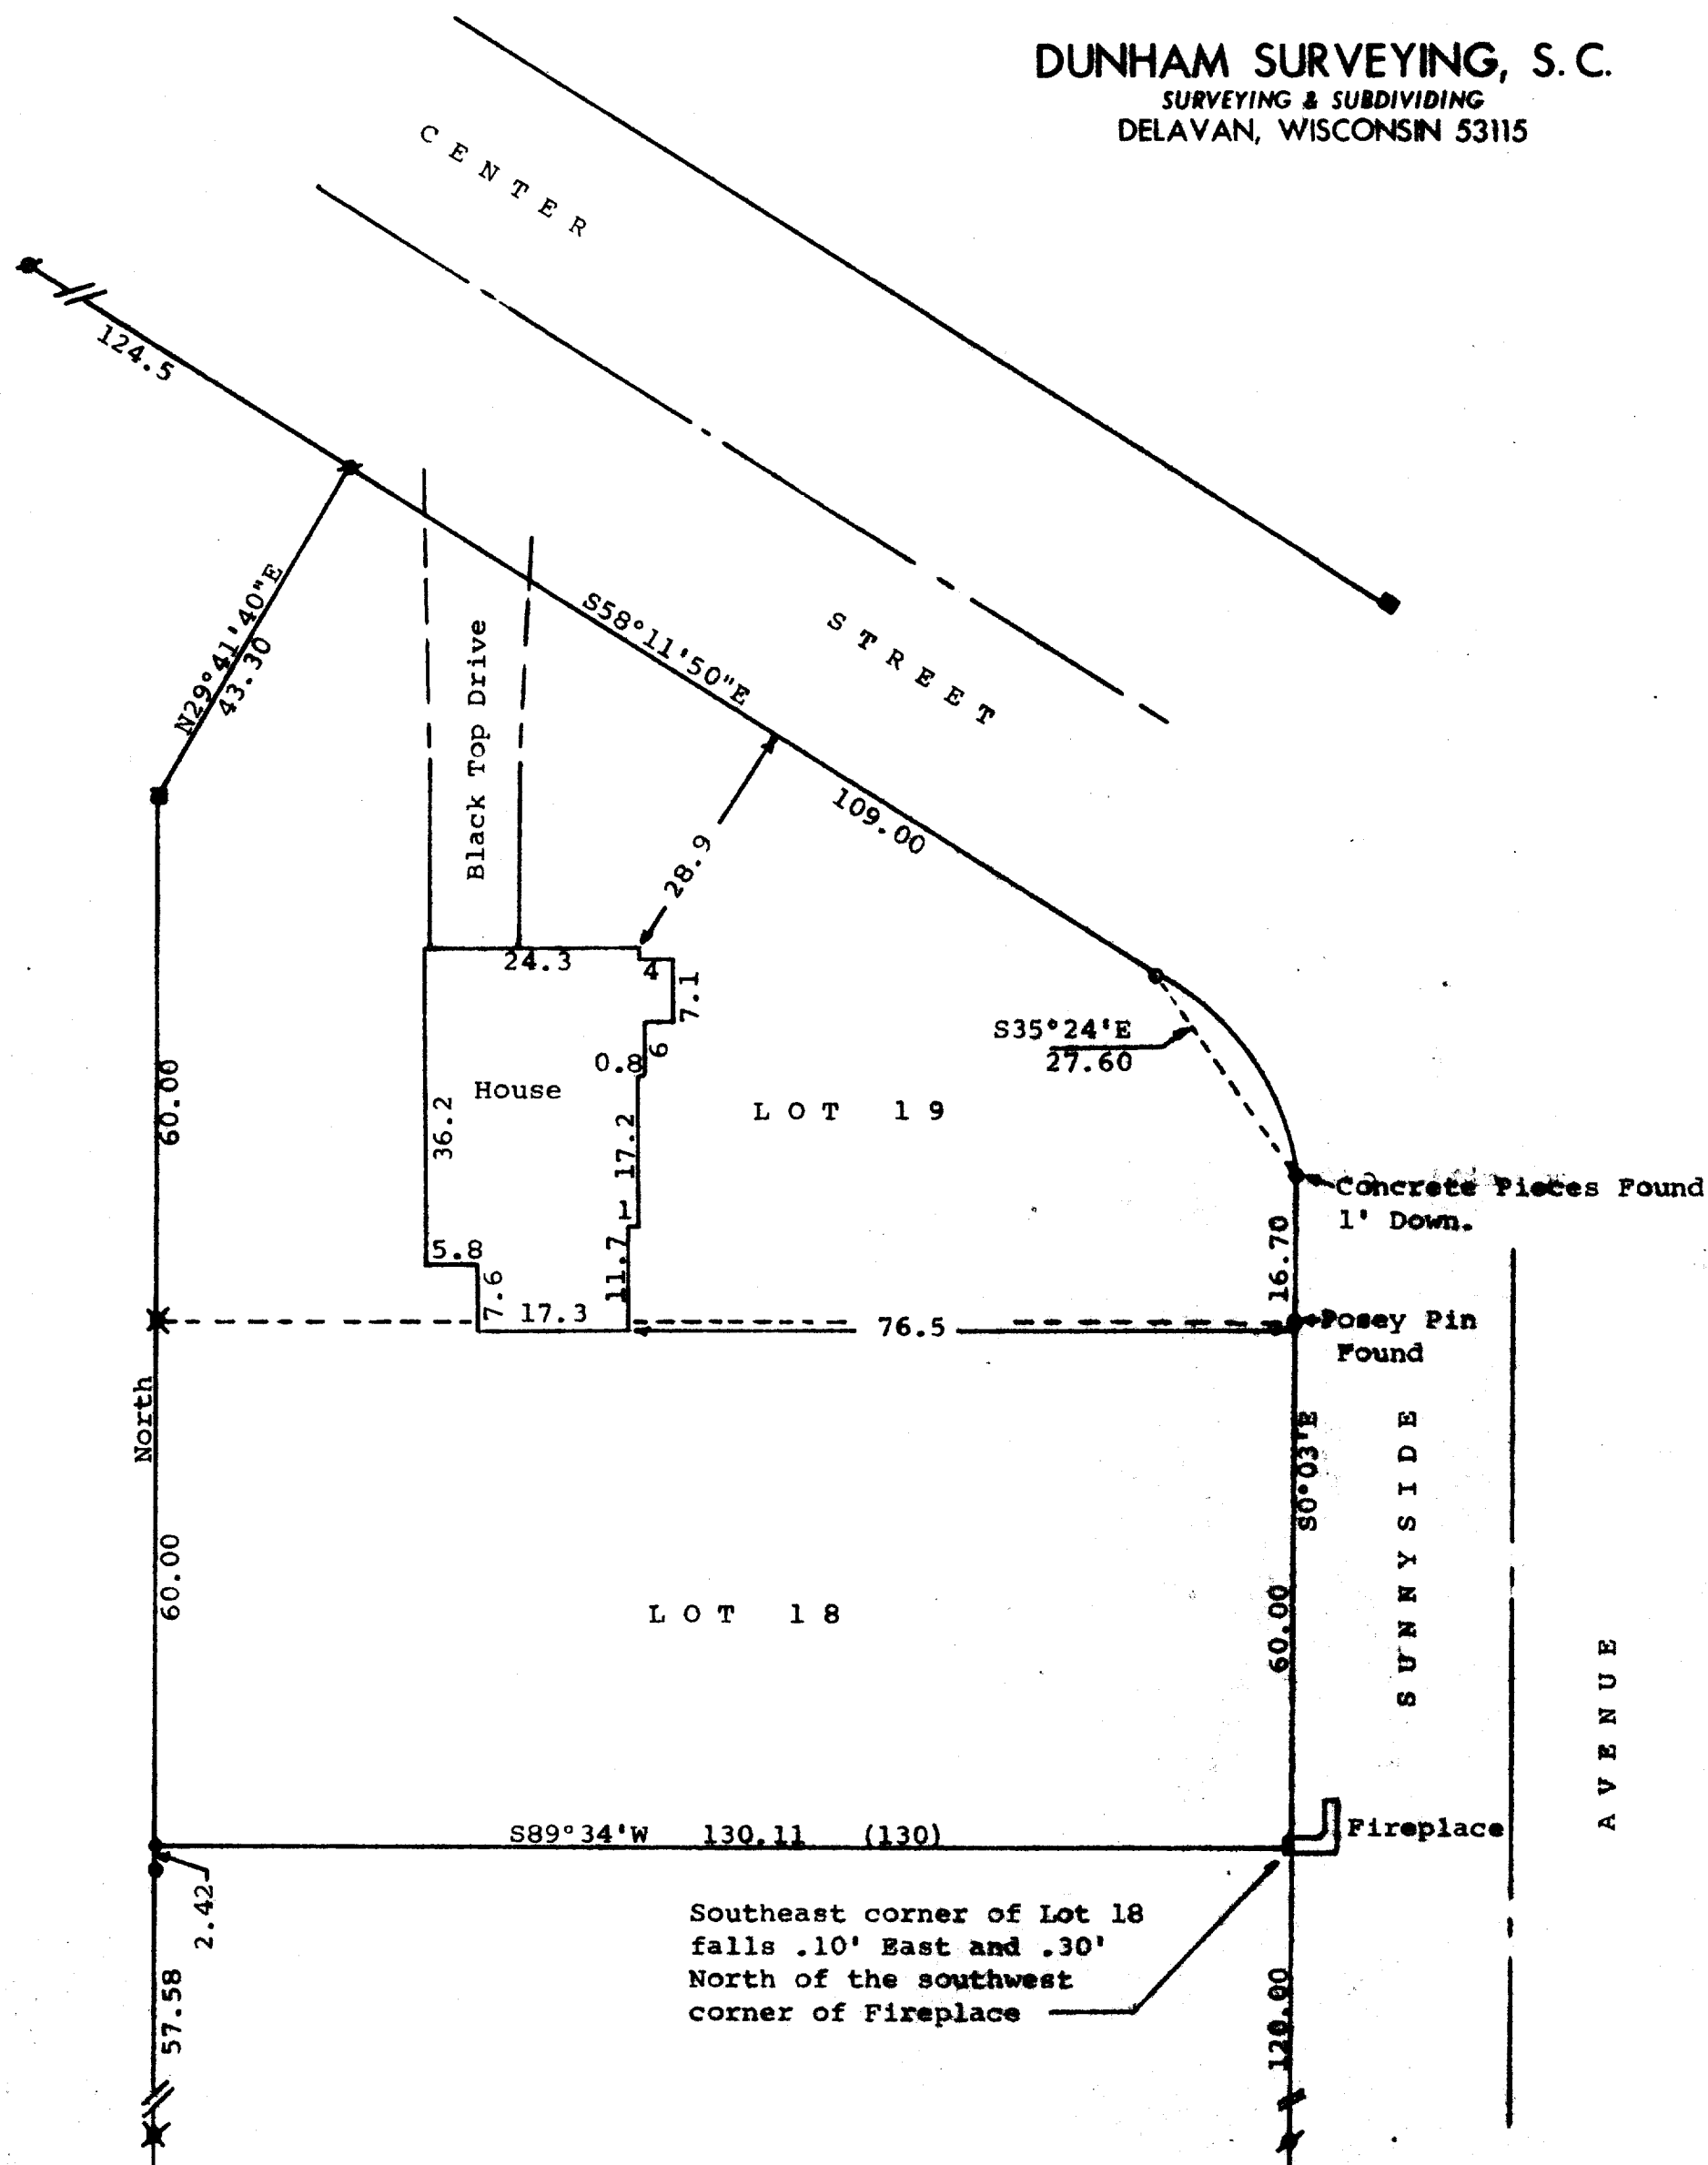 DUNHAM SURVEYING, S. C.
SURVEYING & SUBDIVIDING
DELAVAN, WISCONSIN 53115
CENTER
STREET
124.5
N29°41'40"E
43.30
S58°11'50"E
109.00
Black Top Drive
28.9
24.3
4
7.1
6
0.8
House
36.2
17.2
1
11.7
5.8
7.6
17.3
LOT 19
S35°24'E
27.60
Concrete Pieces Found
1' Down.
60.00
16.70
76.5
Posey Pin
Found
North
S0°03'E
SUNNYSIDE
AVENUE
60.00
LOT 18
60.00
S89°34'W 130.11 (130)
Fireplace
2.42
Southeast corner of Lot 18
falls .10' East and .30'
North of the southwest
corner of Fireplace
57.58
120.00